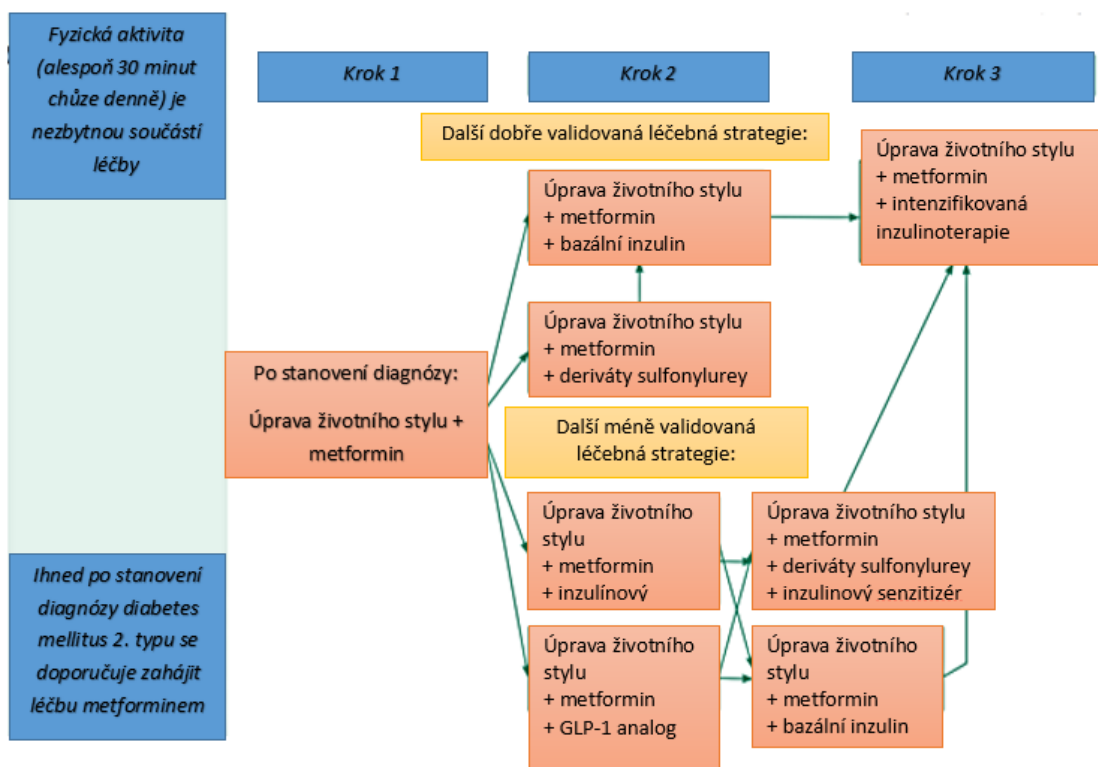 Fyzická aktivita
(alespoň 30 minut
chůze denně) je
nezbytnou součástí
léčby
Krok 1
Krok 2
Krok 3
Další dobře validovaná léčebná strategie:
Úprava životního stylu
+ metformin
+ bazální inzulin
Úprava životního stylu
+ metformin
+ intenzifikovaná
inzulinoterapie
Úprava životního stylu
+ metformin
+ deriváty sulfonylurey
Po stanovení diagnózy:
Úprava životního stylu +
metformin
Další méně validovaná
léčebná strategie:
Úprava životního
stylu
+ metformin
+ inzulínový
Úprava životního stylu
+ metformin
+ deriváty sulfonylurey
+ inzulinový senzitizér
Ihned po stanovení
diagnózy diabetes
mellitus 2. typu se
doporučuje zahájit
léčbu metforminem
Úprava životního
stylu
+ metformin
+ GLP-1 analog
Úprava životního
stylu
+ metformin
+ bazální inzulin